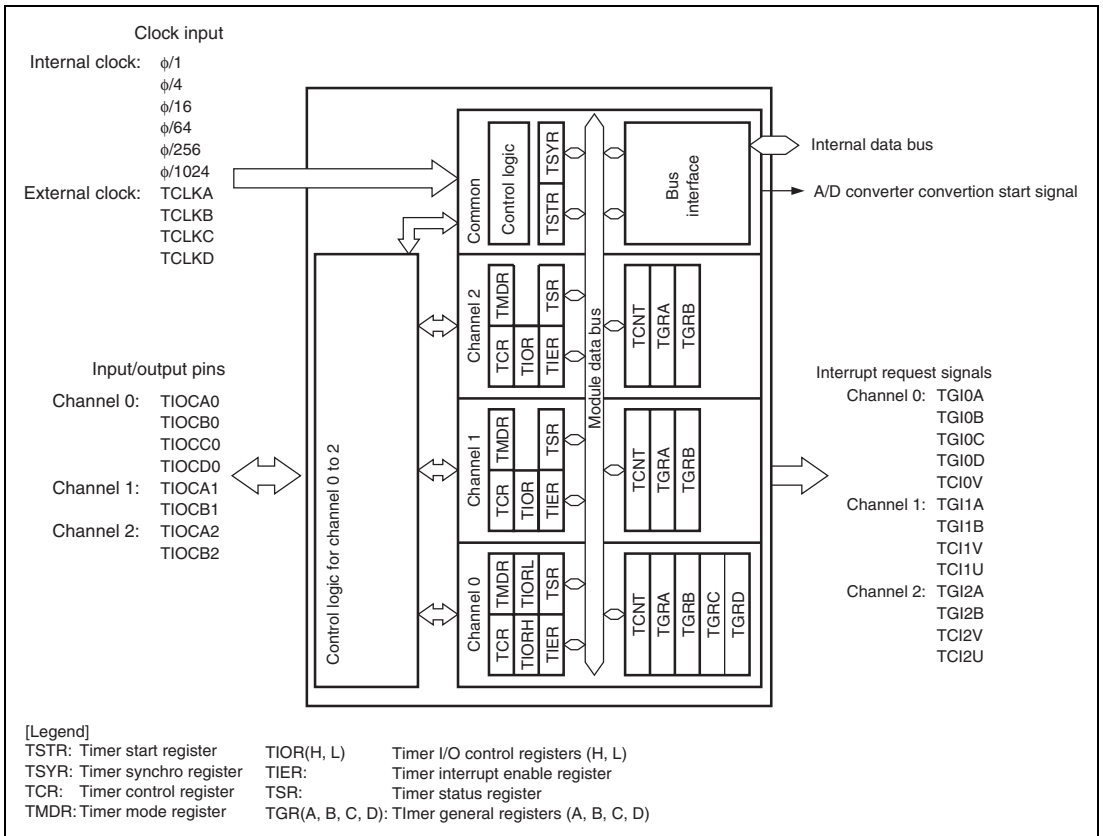 Clock input
Internal clock: ϕ/1
ϕ/4
ϕ/16
ϕ/64
ϕ/256
ϕ/1024
External clock: TCLKA
TCLKB
TCLKC
TCLKD
Input/output pins
Channel 0: TIOCA0
TIOCB0
TIOCC0
TIOCD0
Channel 1: TIOCA1
TIOCB1
Channel 2: TIOCA2
TIOCB2
Control logic for channel 0 to 2
Common
Control logic
TSTR TSYR
Bus
interface
Channel 2
TCR TMDR
TIOR
TIER TSR
TCNT
TGRA
TGRB
Channel 1
TCR TMDR
TIOR
TIER TSR
TCNT
TGRA
TGRB
Channel 0
TCR TMDR
TIORH TIORL
TIER TSR
TCNT
TGRA
TGRB
TGRC
TGRD
Module data bus
Internal data bus
A/D converter convertion start signal
Interrupt request signals
Channel 0: TGI0A
TGI0B
TGI0C
TGI0D
TCI0V
Channel 1: TGI1A
TGI1B
TCI1V
TCI1U
Channel 2: TGI2A
TGI2B
TCI2V
TCI2U
[Legend]
TSTR: Timer start register
TSYR: Timer synchro register
TCR: Timer control register
TMDR: Timer mode register
TIOR(H, L) Timer I/O control registers (H, L)
TIER: Timer interrupt enable register
TSR: Timer status register
TGR(A, B, C, D): TImer general registers (A, B, C, D)